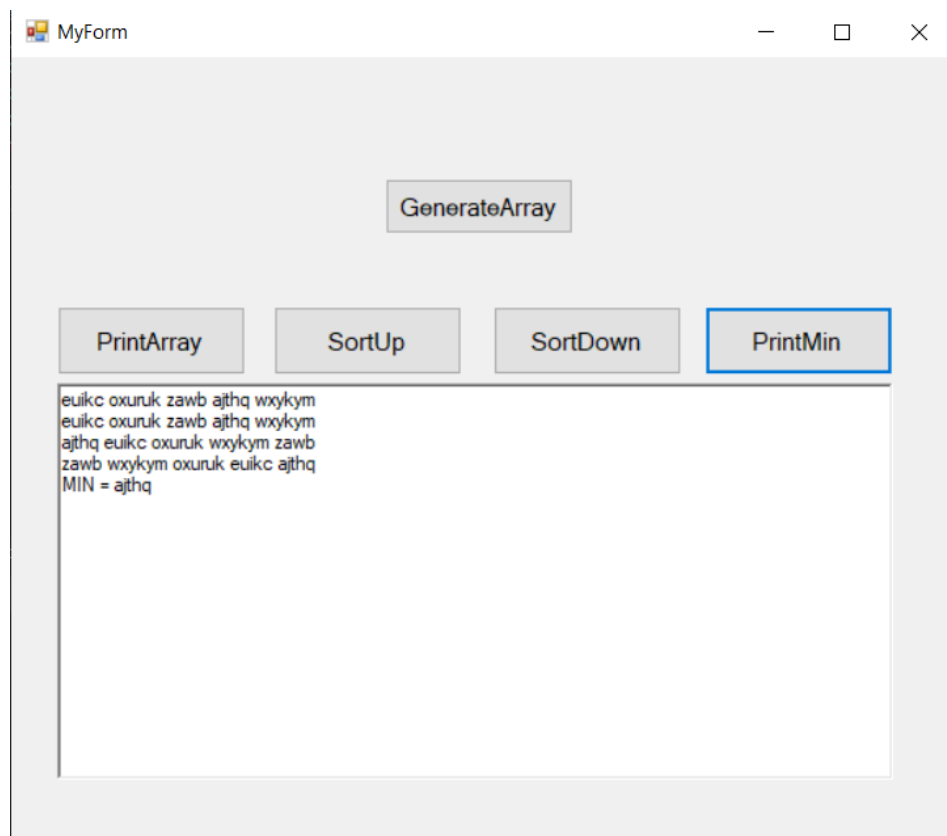 MyForm
GenerateArray
PrintArray SortUp SortDown PrintMin
euikc oxuruk zawb ajthq wxykym
euikc oxuruk zawb ajthq wxykym
ajthq euikc oxuruk wxykym zawb
zawb wxykym oxuruk euikc ajthq
MIN = ajthq